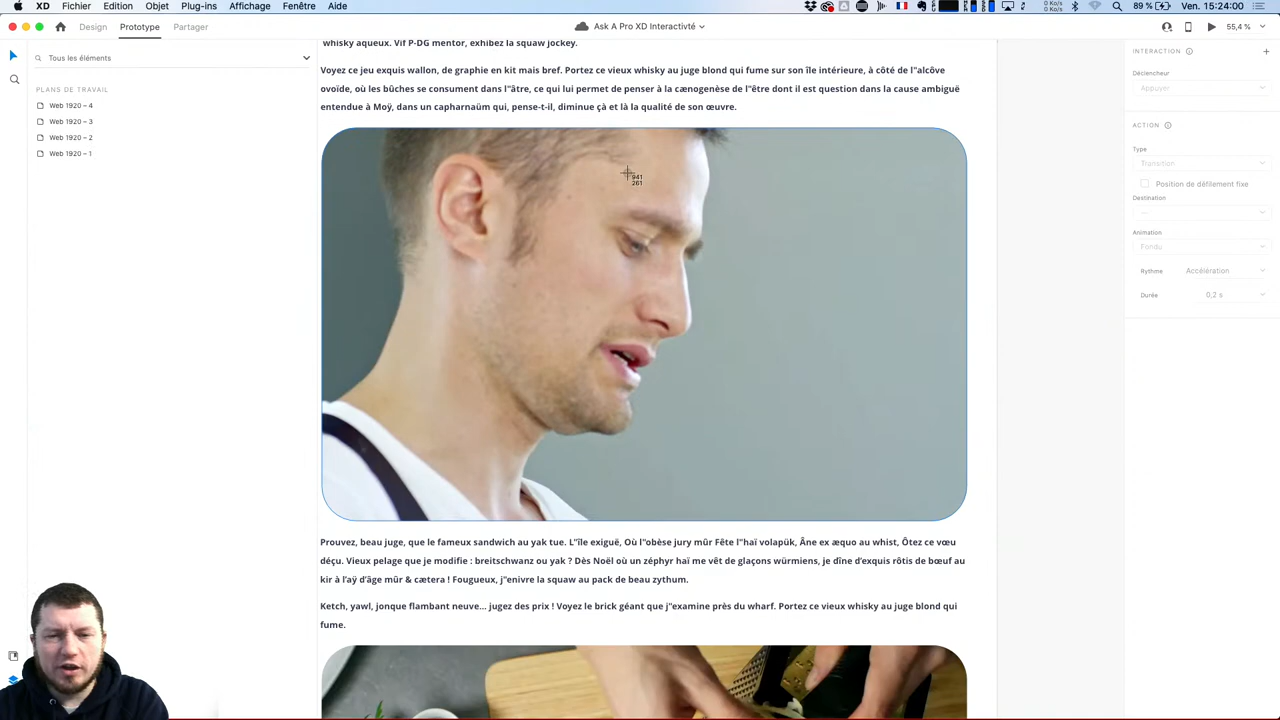 XD Fichier Edition Objet Plug-ins Affichage Fenêtre Aide
0 Ko/s
0 Ko/s
89 % Ven. 15:24:00
Design Prototype Partager
Ask A Pro XD Interactivté
55,4 %
Tous les éléments
PLANS DE TRAVAIL
Web 1920 – 4
Web 1920 – 3
Web 1920 – 2
Web 1920 – 1
whisky aqueux. Vif P-DG mentor, exhibez la squaw jockey.
Voyez ce jeu exquis wallon, de graphie en kit mais bref. Portez ce vieux whisky au juge blond qui fume sur son île intérieure, à côté de l"alcôve
ovoïde, où les bûches se consument dans l"âtre, ce qui lui permet de penser à la cænogenèse de l"être dont il est question dans la cause ambiguë
entendue à Moÿ, dans un capharnaüm qui, pense-t-il, diminue çà et là la qualité de son œuvre.
941
261
Prouvez, beau juge, que le fameux sandwich au yak tue. L"île exiguë, Où l"obèse jury mûr Fête l"haï volapük, Âne ex æquo au whist, Ôtez ce vœu
déçu. Vieux pelage que je modifie : breitschwanz ou yak ? Dès Noël où un zéphyr haï me vêt de glaçons würmiens, je dîne d’exquis rôtis de bœuf au
kir à l’aÿ d’âge mûr & cætera ! Fougueux, j"enivre la squaw au pack de beau zythum.
Ketch, yawl, jonque flambant neuve… jugez des prix ! Voyez le brick géant que j"examine près du wharf. Portez ce vieux whisky au juge blond qui
fume.
INTERACTION
Déclencheur
Appuyer
ACTION
Type
Transition
Position de défilement fixe
Destination
---
Animation
Fondu
Rythme Accélération
Durée 0,2 s